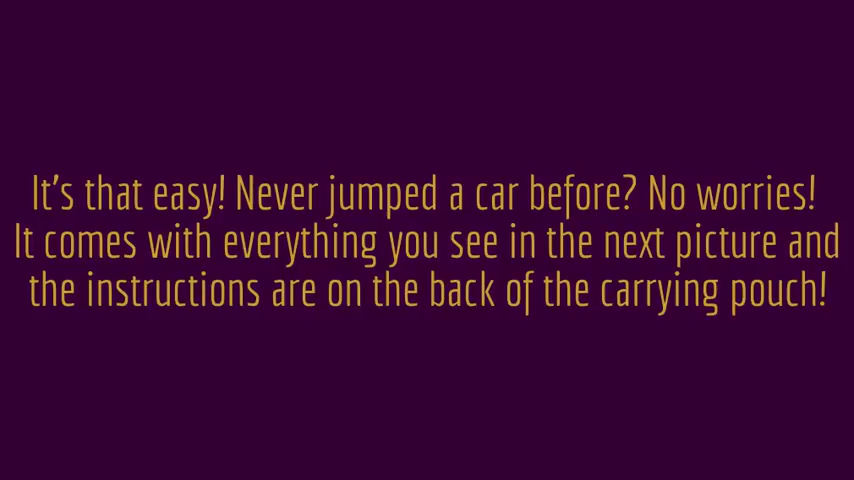 It's that easy! Never jumped a car before? No worries!
It comes with everything you see in the next picture and
the instructions are on the back of the carrying pouch!